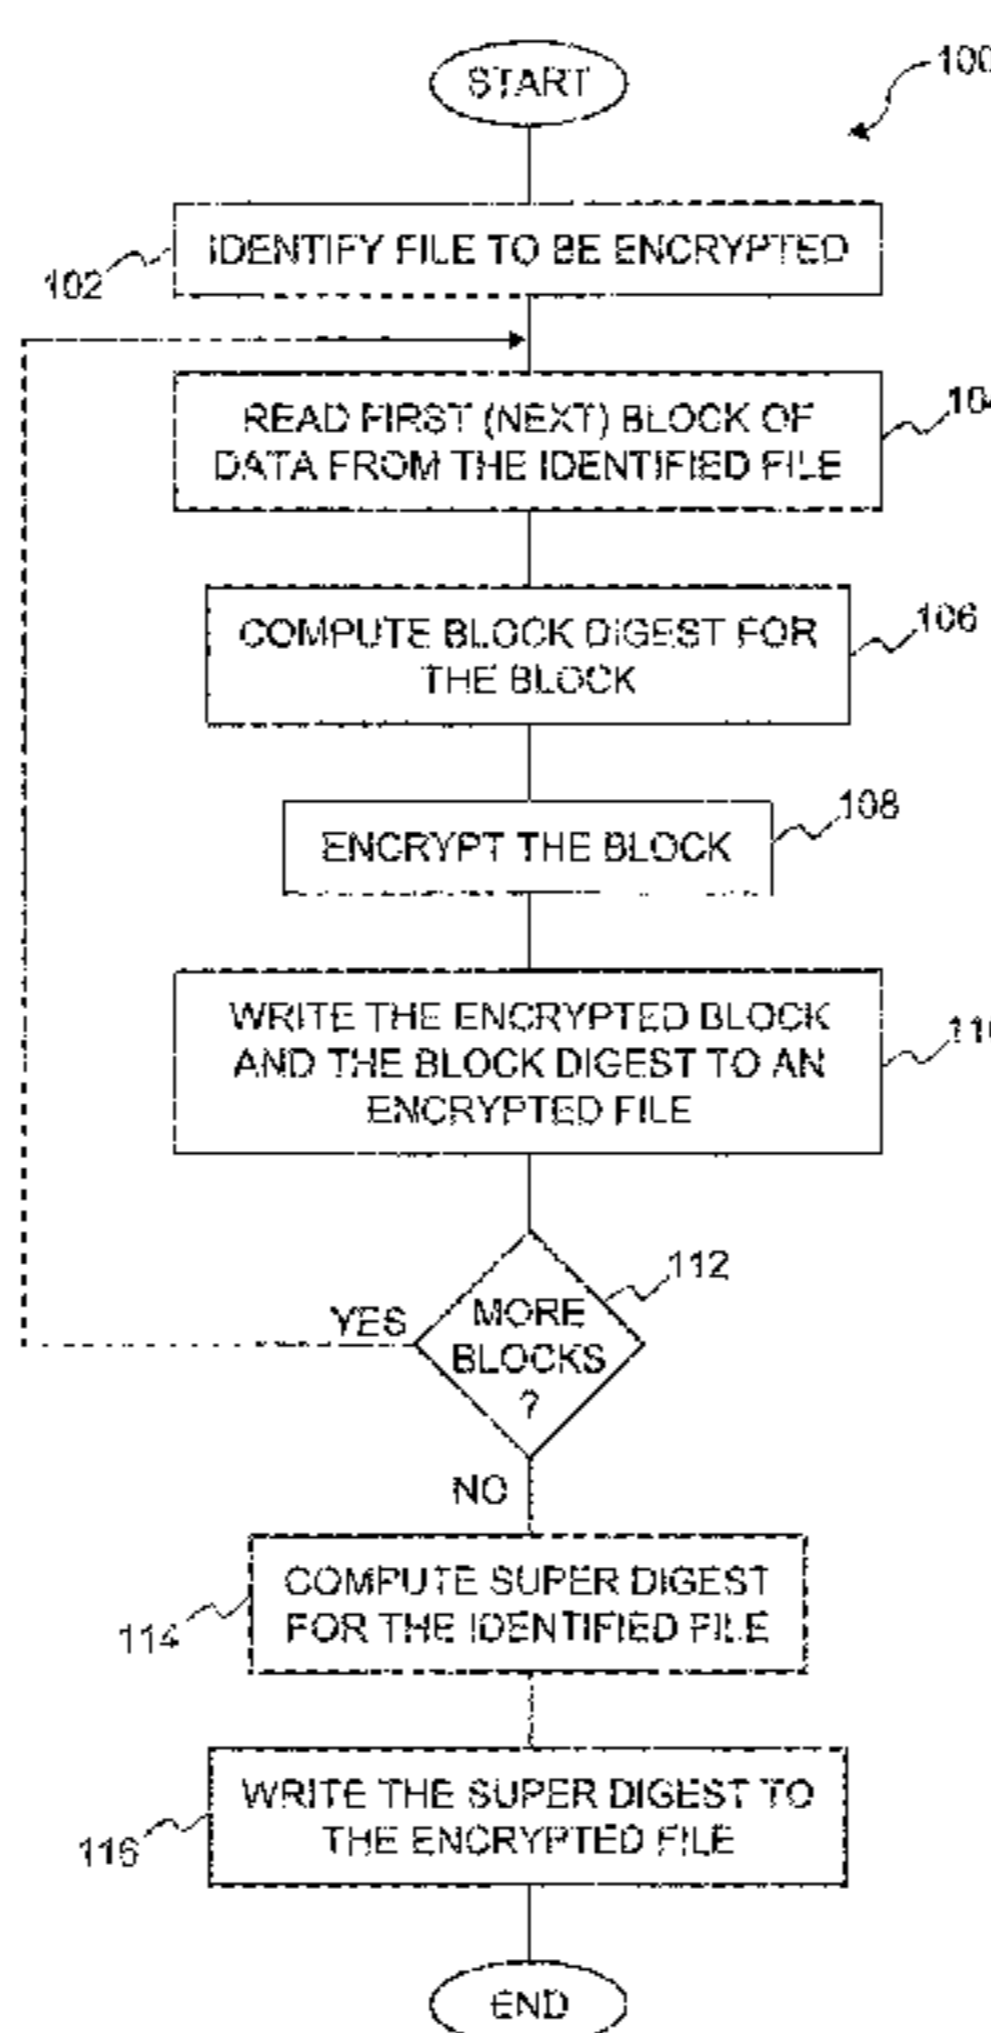 START
100
IDENTIFY FILE TO BE ENCRYPTED
102
READ FIRST (NEXT) BLOCK OF
DATA FROM THE IDENTIFIED FILE
104
COMPUTE BLOCK DIGEST FOR
THE BLOCK
106
ENCRYPT THE BLOCK
108
WRITE THE ENCRYPTED BLOCK
AND THE BLOCK DIGEST TO AN
ENCRYPTED FILE
110
MORE
BLOCKS
?
112
YES
NO
COMPUTE SUPER DIGEST
FOR THE IDENTIFIED FILE
114
WRITE THE SUPER DIGEST TO
THE ENCRYPTED FILE
116
END